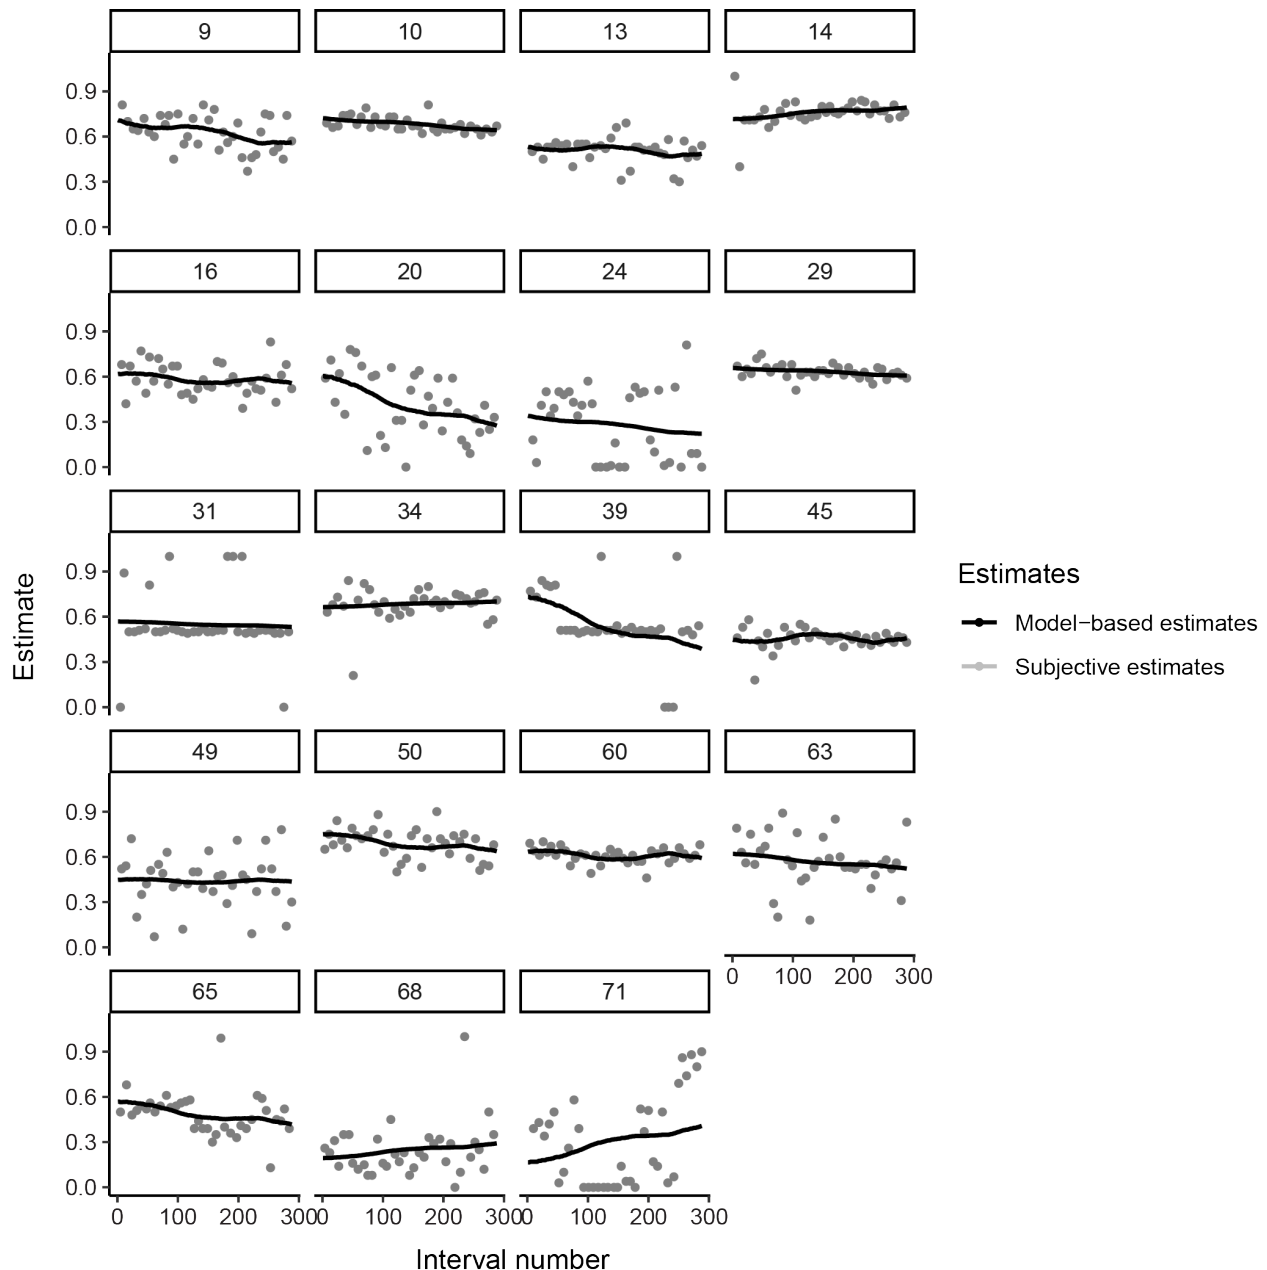 9 10 13 14
0.9
0.6
0.3
0.0
16 20 24 29
0.9
0.6
0.3
0.0
31 34 39 45
0.9
0.6
0.3
0.0
49 50 60 63
0.9
0.6
0.3
0.0
0 100 200 300
65 68 71
0.9
0.6
0.3
0.0
0 100 200 300 0 100 200 300 0 100 200 300
Interval number
Estimate
Estimates
Model−based estimates
Subjective estimates